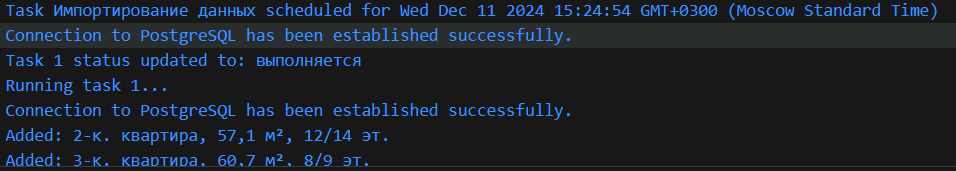 Task Импортирование данных scheduled for Wed Dec 11 2024 15:24:54 GMT+0300 (Moscow Standard Time)
Connection to PostgreSQL has been established successfully.
Task 1 status updated to: выполняется
Running task 1...
Connection to PostgreSQL has been established successfully.
Added: 2-к. квартира, 57,1 м², 12/14 эт.
Added: 3-к. квартира, 60,7 м², 8/9 эт.